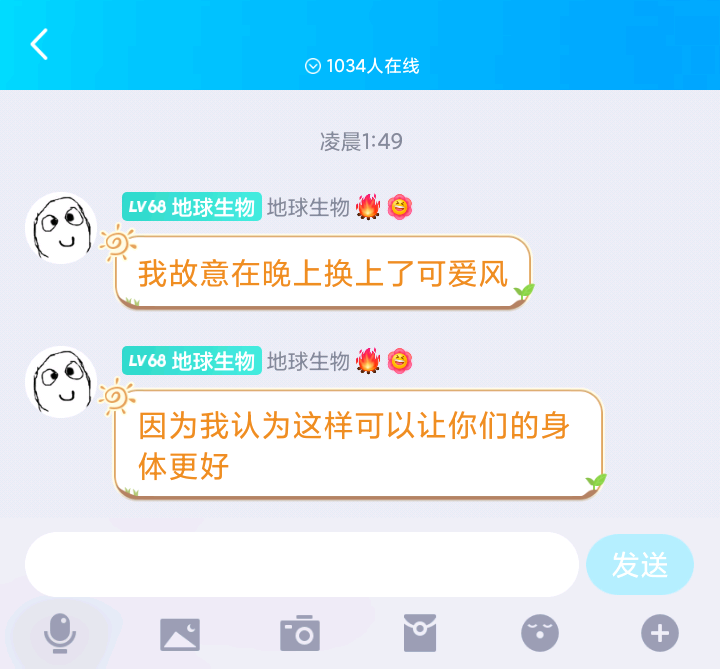 1034人在线
凌晨1:49
LV68 地球生物 地球生物
我故意在晚上换上了可爱风
LV68 地球生物 地球生物
因为我认为这样可以让你们的身
体更好
发送